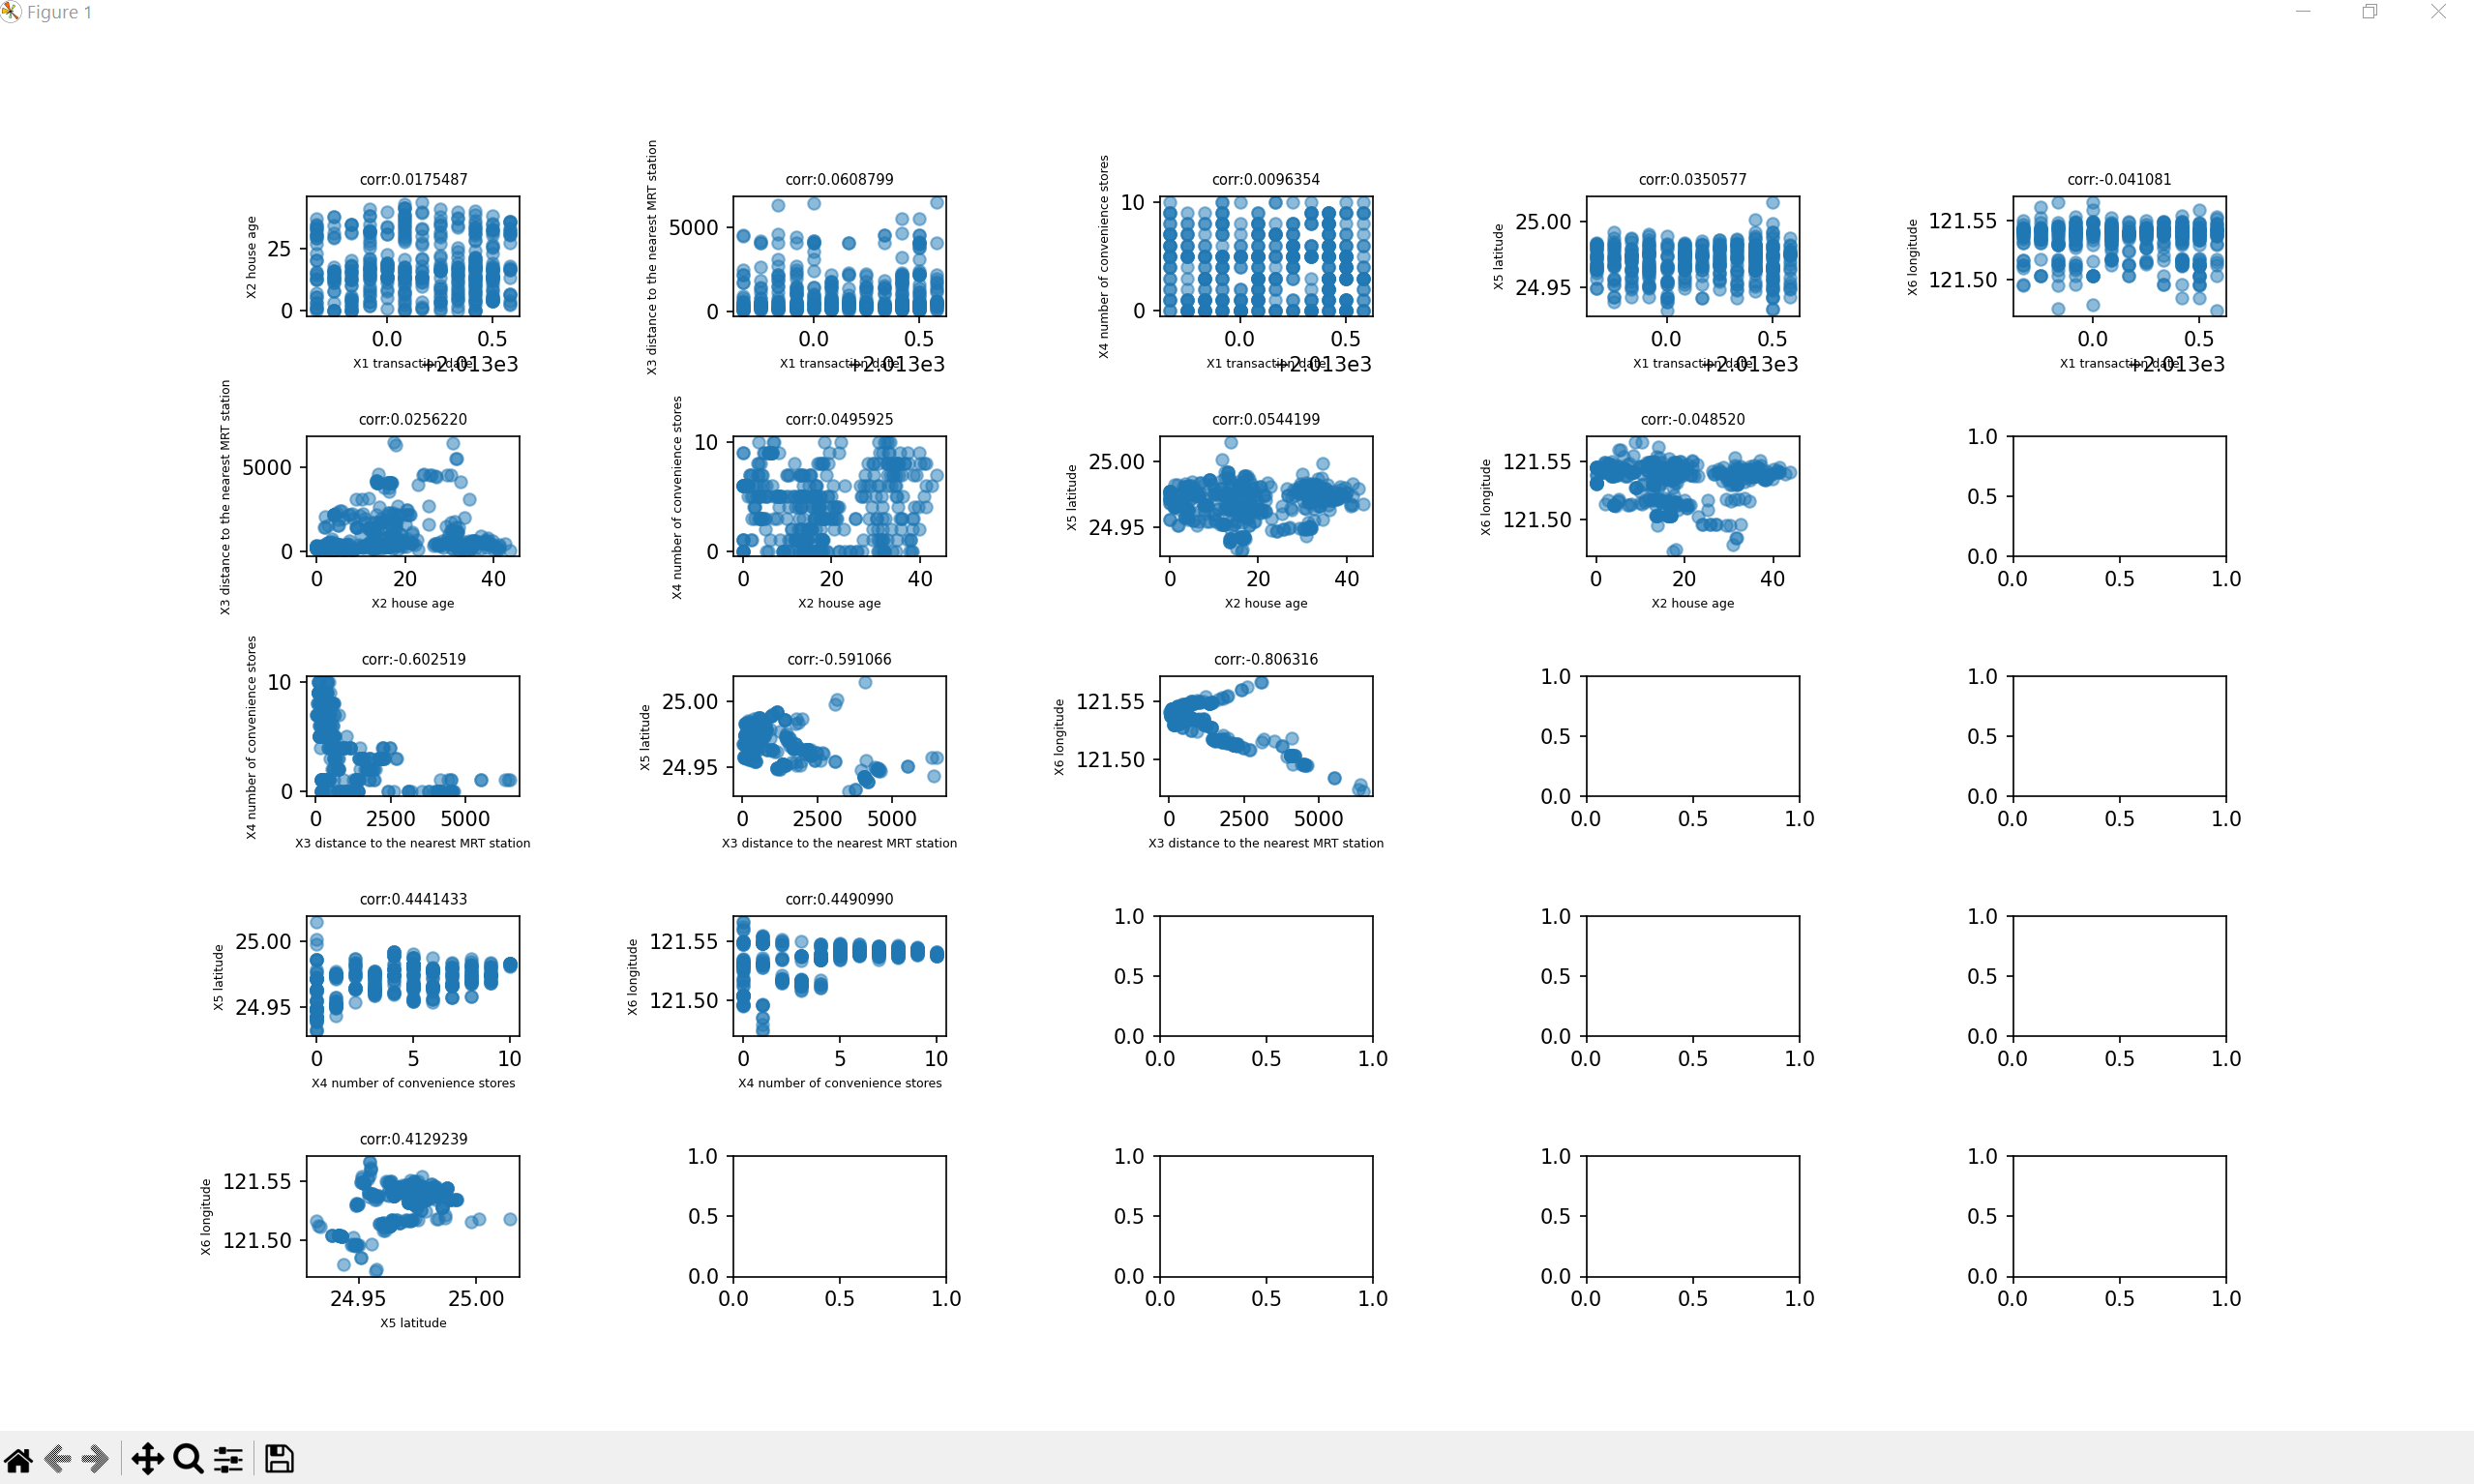 Figure 1
corr:0.0175487
X2 house age
25
0
0.0 0.5
X1 transaction date
+2.013e3
corr:0.0608799
X3 distance to the nearest MRT station
5000
0
0.0 0.5
X1 transaction date
+2.013e3
corr:0.0096354
X4 number of convenience stores
10
0
0.0 0.5
X1 transaction date
+2.013e3
corr:0.0350577
X5 latitude
25.00
24.95
0.0 0.5
X1 transaction date
+2.013e3
corr:-0.041081
X6 longitude
121.55
121.50
0.0 0.5
X1 transaction date
+2.013e3
corr:0.0256220
X3 distance to the nearest MRT station
5000
0
0 20 40
X2 house age
corr:0.0495925
X4 number of convenience stores
10
0
0 20 40
X2 house age
corr:0.0544199
X5 latitude
25.00
24.95
0 20 40
X2 house age
corr:-0.048520
X6 longitude
121.55
121.50
0 20 40
X2 house age
1.0
0.5
0.0
0.0 0.5 1.0
corr:-0.602519
X4 number of convenience stores
10
0
0 2500 5000
X3 distance to the nearest MRT station
corr:-0.591066
X5 latitude
25.00
24.95
0 2500 5000
X3 distance to the nearest MRT station
corr:-0.806316
X6 longitude
121.55
121.50
0 2500 5000
X3 distance to the nearest MRT station
1.0
0.5
0.0
0.0 0.5 1.0
1.0
0.5
0.0
0.0 0.5 1.0
corr:0.4441433
X5 latitude
25.00
24.95
0 5 10
X4 number of convenience stores
corr:0.4490990
X6 longitude
121.55
121.50
0 5 10
X4 number of convenience stores
1.0
0.5
0.0
0.0 0.5 1.0
1.0
0.5
0.0
0.0 0.5 1.0
1.0
0.5
0.0
0.0 0.5 1.0
corr:0.4129239
X6 longitude
121.55
121.50
24.95 25.00
X5 latitude
1.0
0.5
0.0
0.0 0.5 1.0
1.0
0.5
0.0
0.0 0.5 1.0
1.0
0.5
0.0
0.0 0.5 1.0
1.0
0.5
0.0
0.0 0.5 1.0